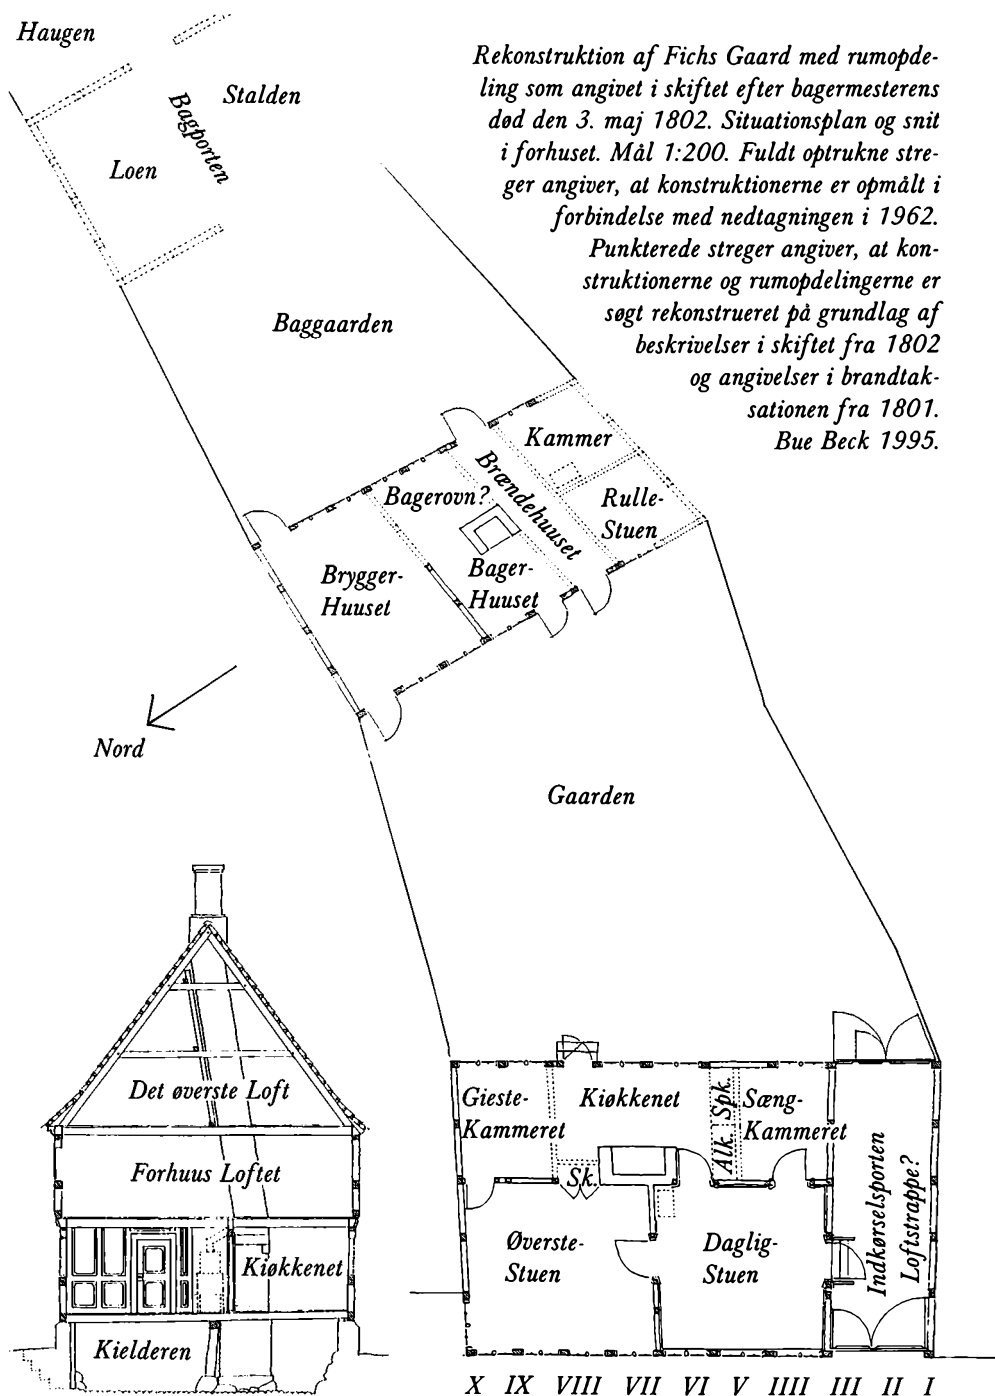 Haugen
Rekonstruktion af Fichs Gaard med rumopde-
ling som angivet i skiftet efter bagermesterens
død den 3. maj 1802. Situationsplan og snit
i forhuset. Mål 1:200. Fuldt optrukne stre-
ger angiver, at konstruktionerne er opmålt i
forbindelse med nedtagningen i 1962.
Punkterede streger angiver, at kon-
struktionerne og rumopdelingerne er
søgt rekonstrueret på grundlag af
beskrivelser i skiftet fra 1802
og angivelser i brandtak-
sationen fra 1801.
Bue Beck 1995.
Stalden
Bagporten
Loen
Baggaarden
Kammer
Brændehuuset
Bagerovn?
Rulle-
Stuen
Brygger-
Huuset
Bager-
Huuset
Nord
Gaarden
Det øverste Loft
Forhuus Loftet
Kiøkkenet
Kielderen
Gieste-
Kammeret
Kiøkkenet
Spk.
Alk.
Sæng-
Kammeret
Sk.
Indkørselsporten
Loftstrappe?
Øverste-
Stuen
Daglig-
Stuen
X IX VIII VII VI V IIII III II I